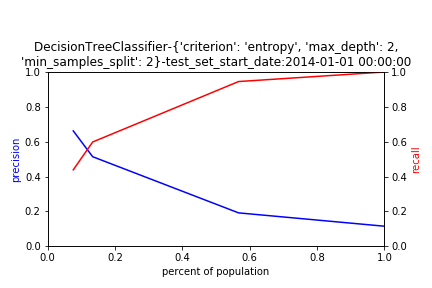 DecisionTreeClassifier-{'criterion': 'entropy', 'max_depth': 2,
'min_samples_split': 2}-test_set_start_date:2014-01-01 00:00:00
1.0
0.8
0.6
0.4
0.2
0.0
precision
1.0
0.8
0.6
0.4
0.2
0.0
recall
0.0 0.2 0.4 0.6 0.8 1.0
percent of population